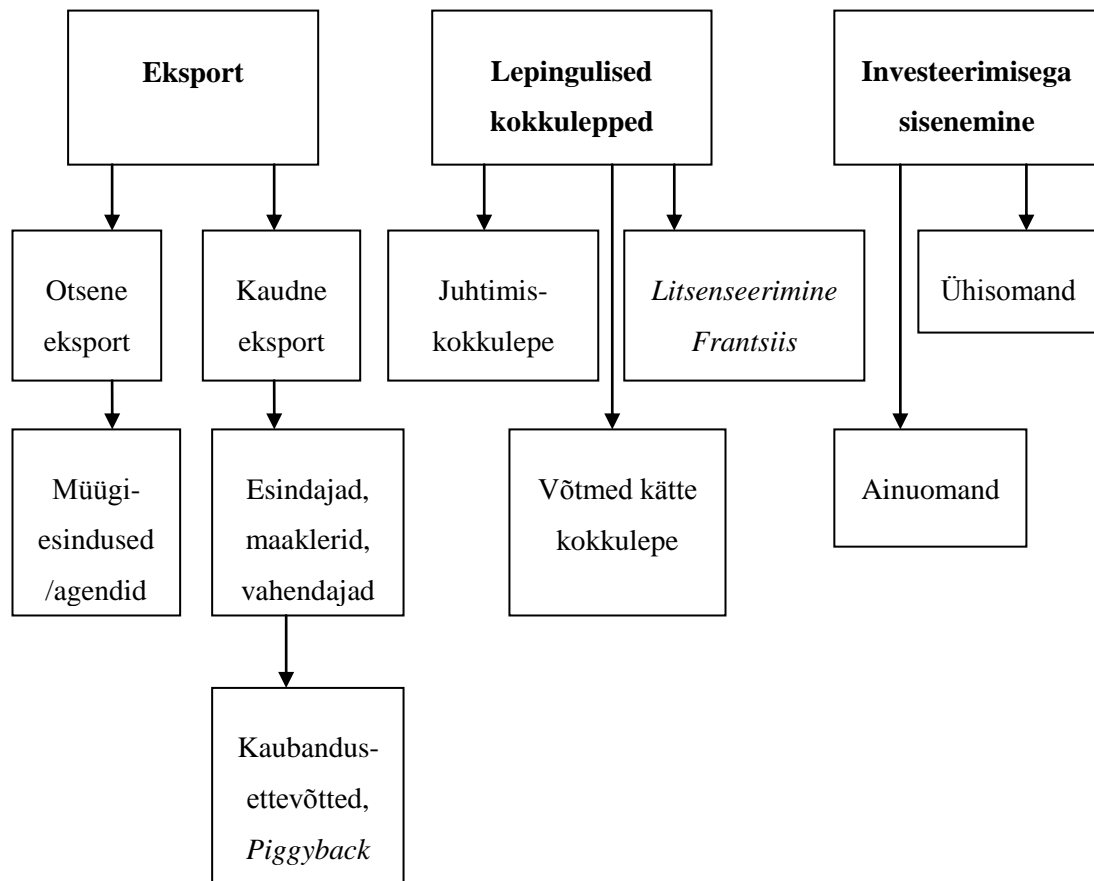 Eksport
Lepingulised
kokkulepped
Investeerimisega
sisenemine
Otsene
eksport
Kaudne
eksport
Juhtimis-
kokkulepe
Litsenseerimine
Frantsiis
Ühisomand
Müügi-
esindused
/agendid
Esindajad,
maaklerid,
vahendajad
Võtmed kätte
kokkulepe
Ainuomand
Kaubandus-
ettevõtted,
Piggyback